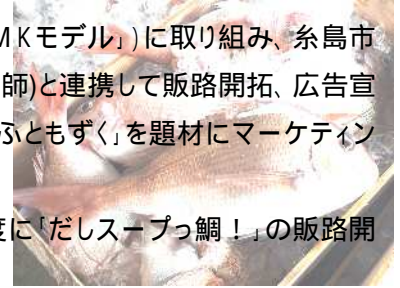 MKモデル」)に取り組み、糸島市
師)と連携して販路開拓、広告宣
ふともずく」を題材にマーケティン
度に「だしスープっ鯛！」の販路開